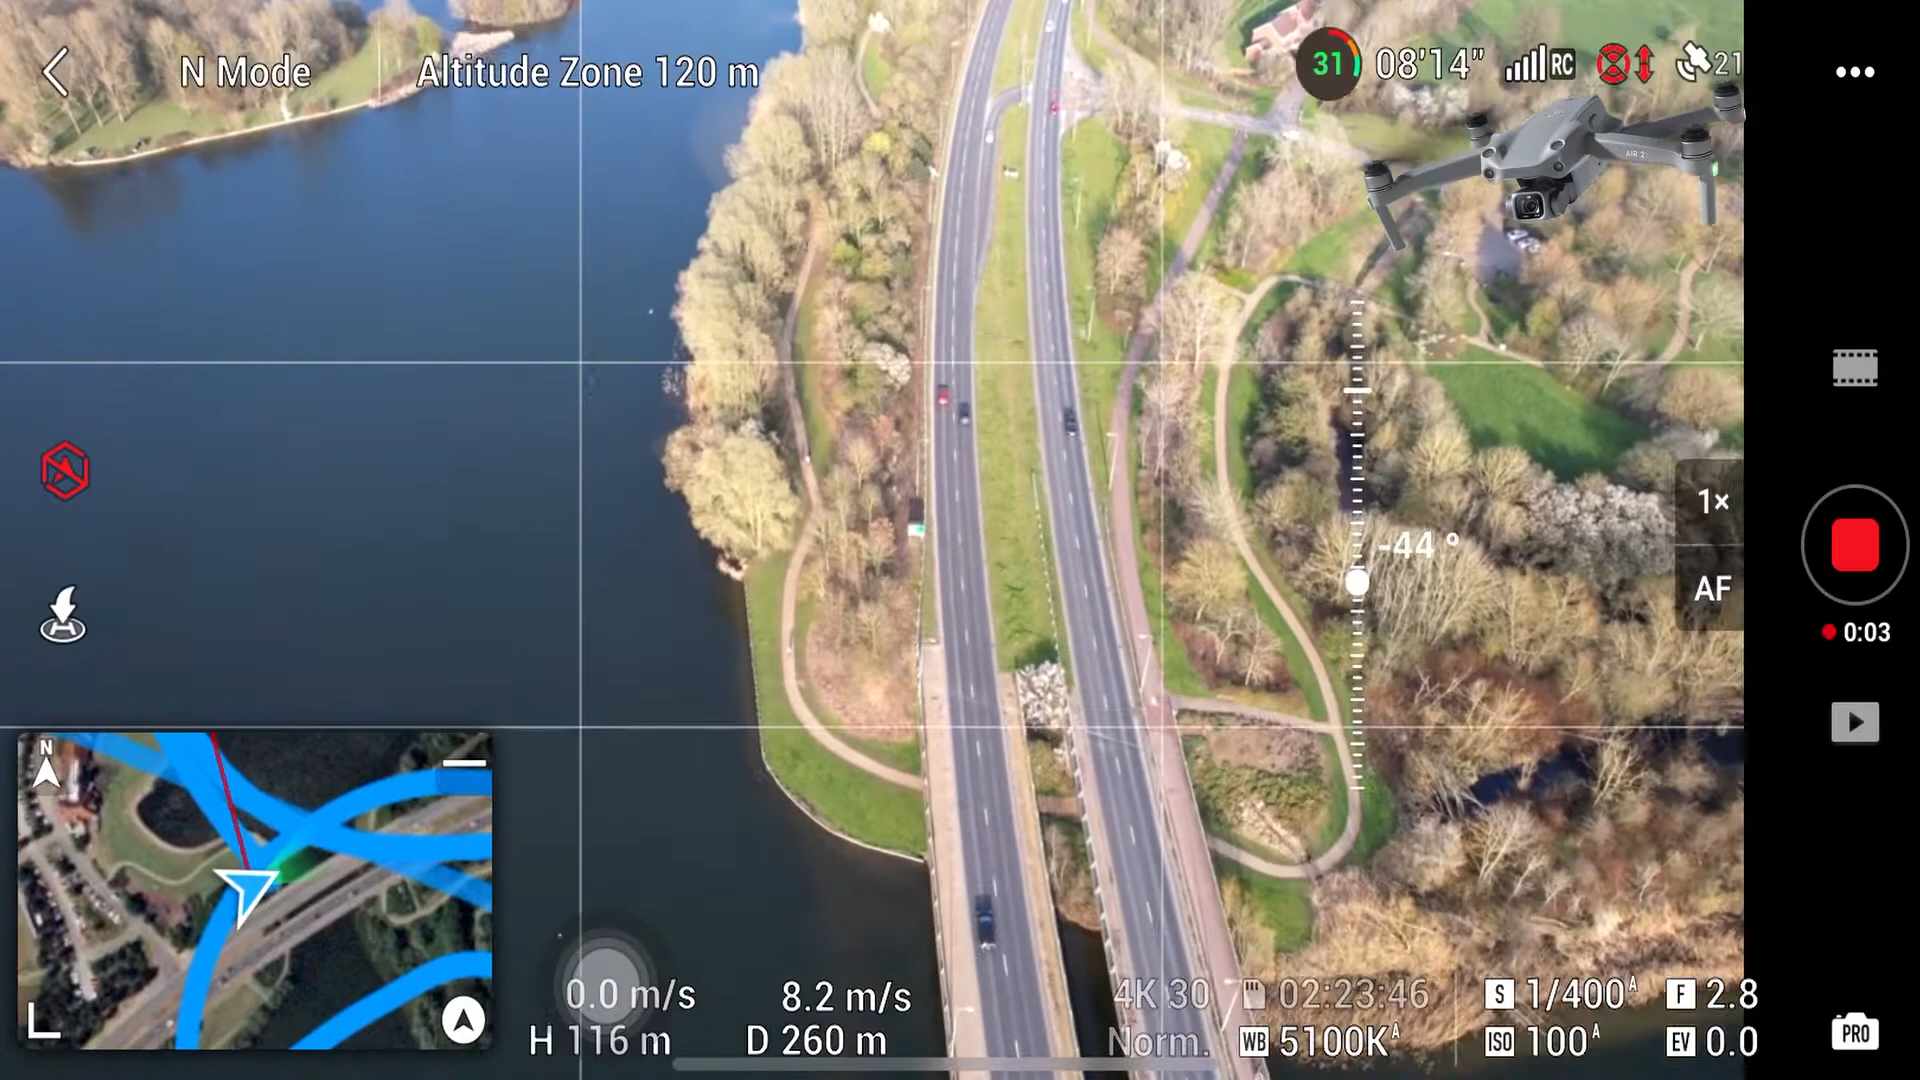 N Mode
Altitude Zone 120 m
31 08'14" RC 21
AIR 2
-44 °
1×
AF
0:03
N
0.0 m/s 8.2 m/s
H 116 m D 260 m
4K 30 02:23:46 S 1/400 A F 2.8
Norm. WB 5100K A ISO 100 A EV 0.0
PRO